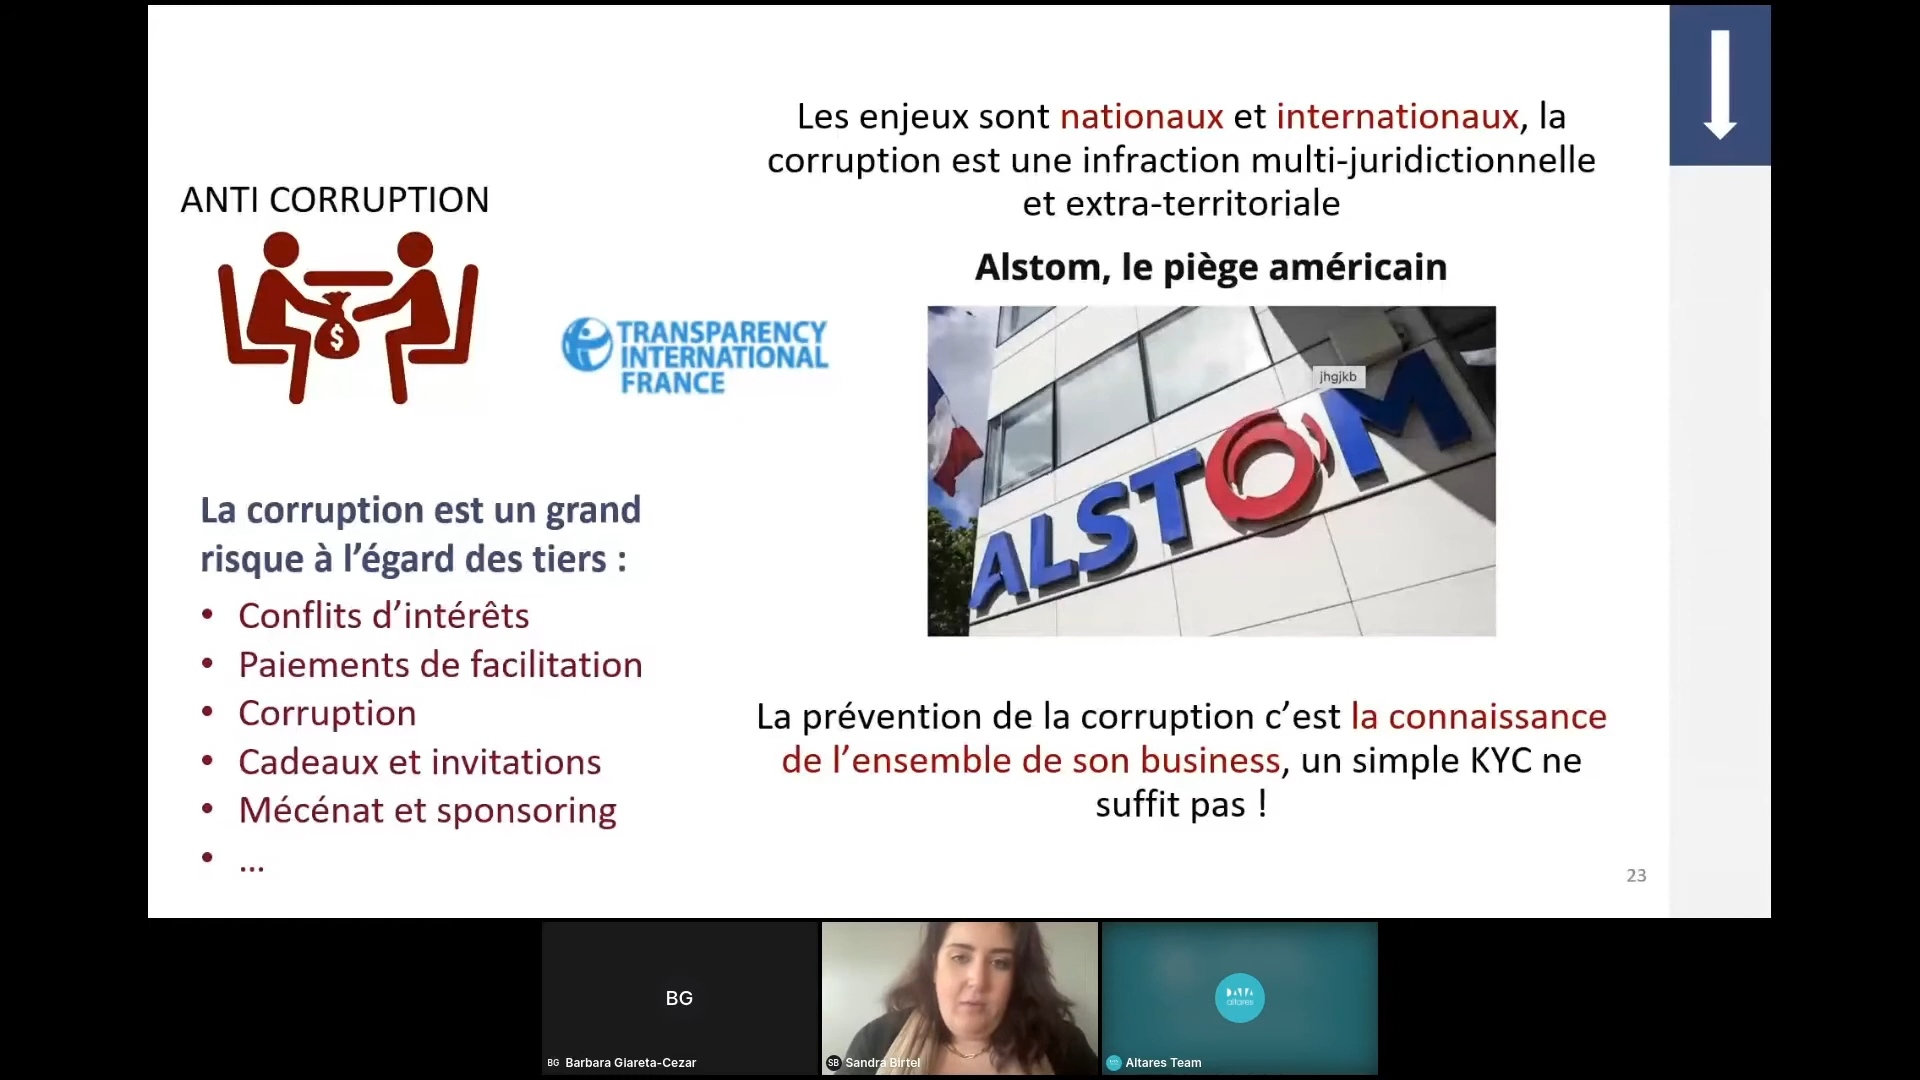 ANTI CORRUPTION
$
TRANSPARENCY
INTERNATIONAL
FRANCE
La corruption est un grand
risque à l’égard des tiers :
• Conflits d’intérêts
• Paiements de facilitation
• Corruption
• Cadeaux et invitations
• Mécénat et sponsoring
• ...
Les enjeux sont nationaux et internationaux, la
corruption est une infraction multi-juridictionnelle
et extra-territoriale
Alstom, le piège américain
jhgjkb
ALSTOM
La prévention de la corruption c’est la connaissance
de l’ensemble de son business, un simple KYC ne
suffit pas !
23
BG
BG Barbara Giareta-Cezar
SB Sandra Birtel
altares
Altares Team